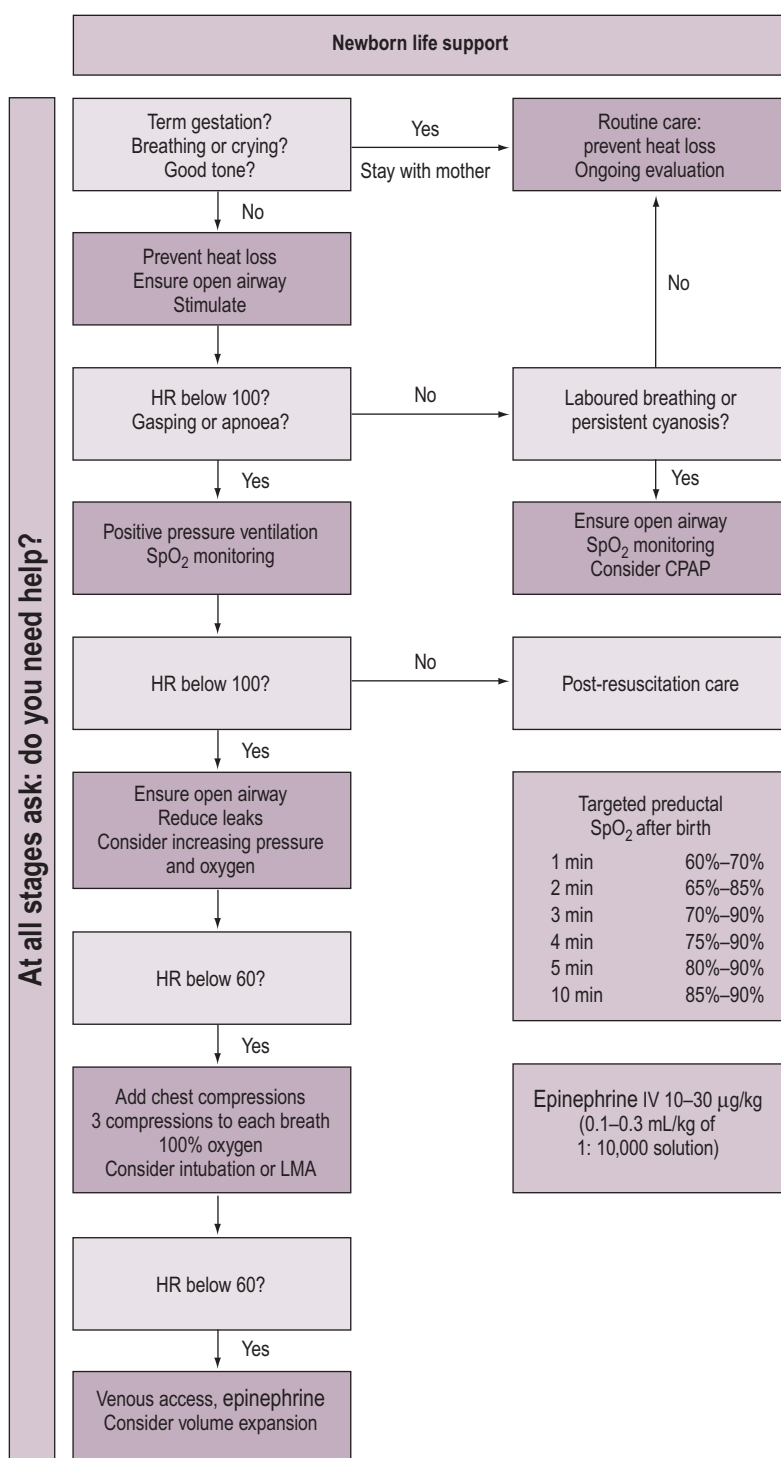 Newborn life support
At all stages ask: do you need help?
Term gestation?
Breathing or crying?
Good tone?
Yes
Stay with mother
Routine care:
prevent heat loss
Ongoing evaluation
No
Prevent heat loss
Ensure open airway
Stimulate
No
HR below 100?
Gasping or apnoea?
No
Laboured breathing or
persistent cyanosis?
Yes
Yes
Positive pressure ventilation
SpO₂ monitoring
Ensure open airway
SpO₂ monitoring
Consider CPAP
HR below 100?
No
Post-resuscitation care
Yes
Ensure open airway
Reduce leaks
Consider increasing pressure
and oxygen
Targeted preductal
SpO₂ after birth
1 min 60%–70%
2 min 65%–85%
3 min 70%–90%
4 min 75%–90%
5 min 80%–90%
10 min 85%–90%
HR below 60?
Yes
Add chest compressions
3 compressions to each breath
100% oxygen
Consider intubation or LMA
Epinephrine IV 10–30 μg/kg
(0.1–0.3 mL/kg of
1: 10,000 solution)
HR below 60?
Yes
Venous access, epinephrine
Consider volume expansion